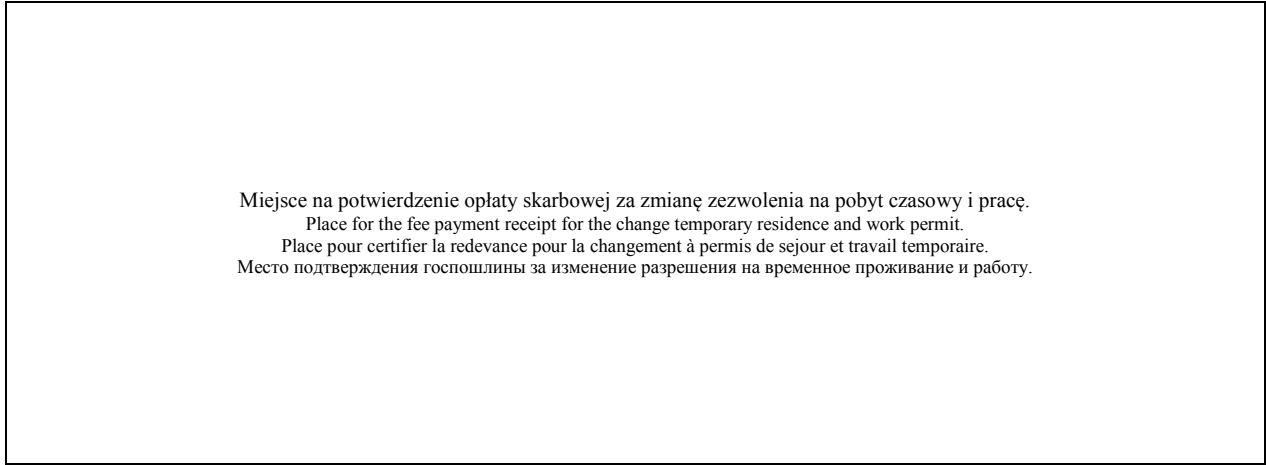 Miejsce na potwierdzenie opłaty skarbowej za zmianę zezwolenia na pobyt czasowy i pracę.
Place for the fee payment receipt for the change temporary residence and work permit.
Place pour certifier la redevance pour la changement à permis de sejour et travail temporaire.
Место подтверждения госпошлины за изменение разрешения на временное проживание и работу.